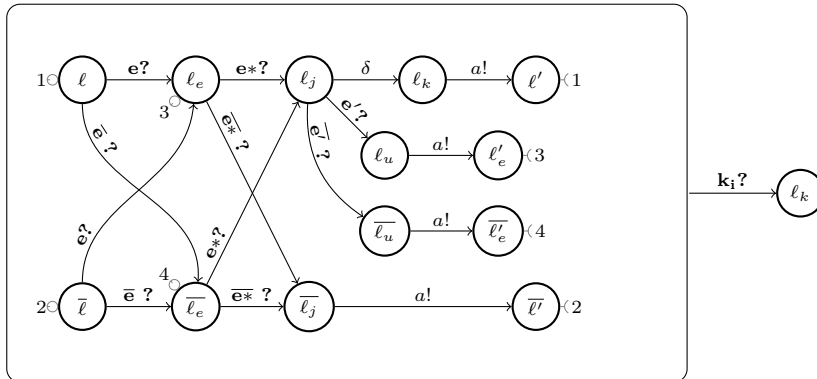 1 ℓ e? ℓ_e e∗? ℓ_j δ ℓ_k a! ℓ′ 1
3 e̅ ? e̅∗̅ ? e′? e̅′̅ ?
ℓ_u a! ℓ′_e 3
k_i? ℓ_k
e? e∗? ℓ̅_u̅ a! ℓ̅′̅_e̅ 4
4
2 ℓ̅ e̅ ? ℓ̅_e̅ e̅∗̅ ? ℓ̅_j̅ a! ℓ̅′̅ 2